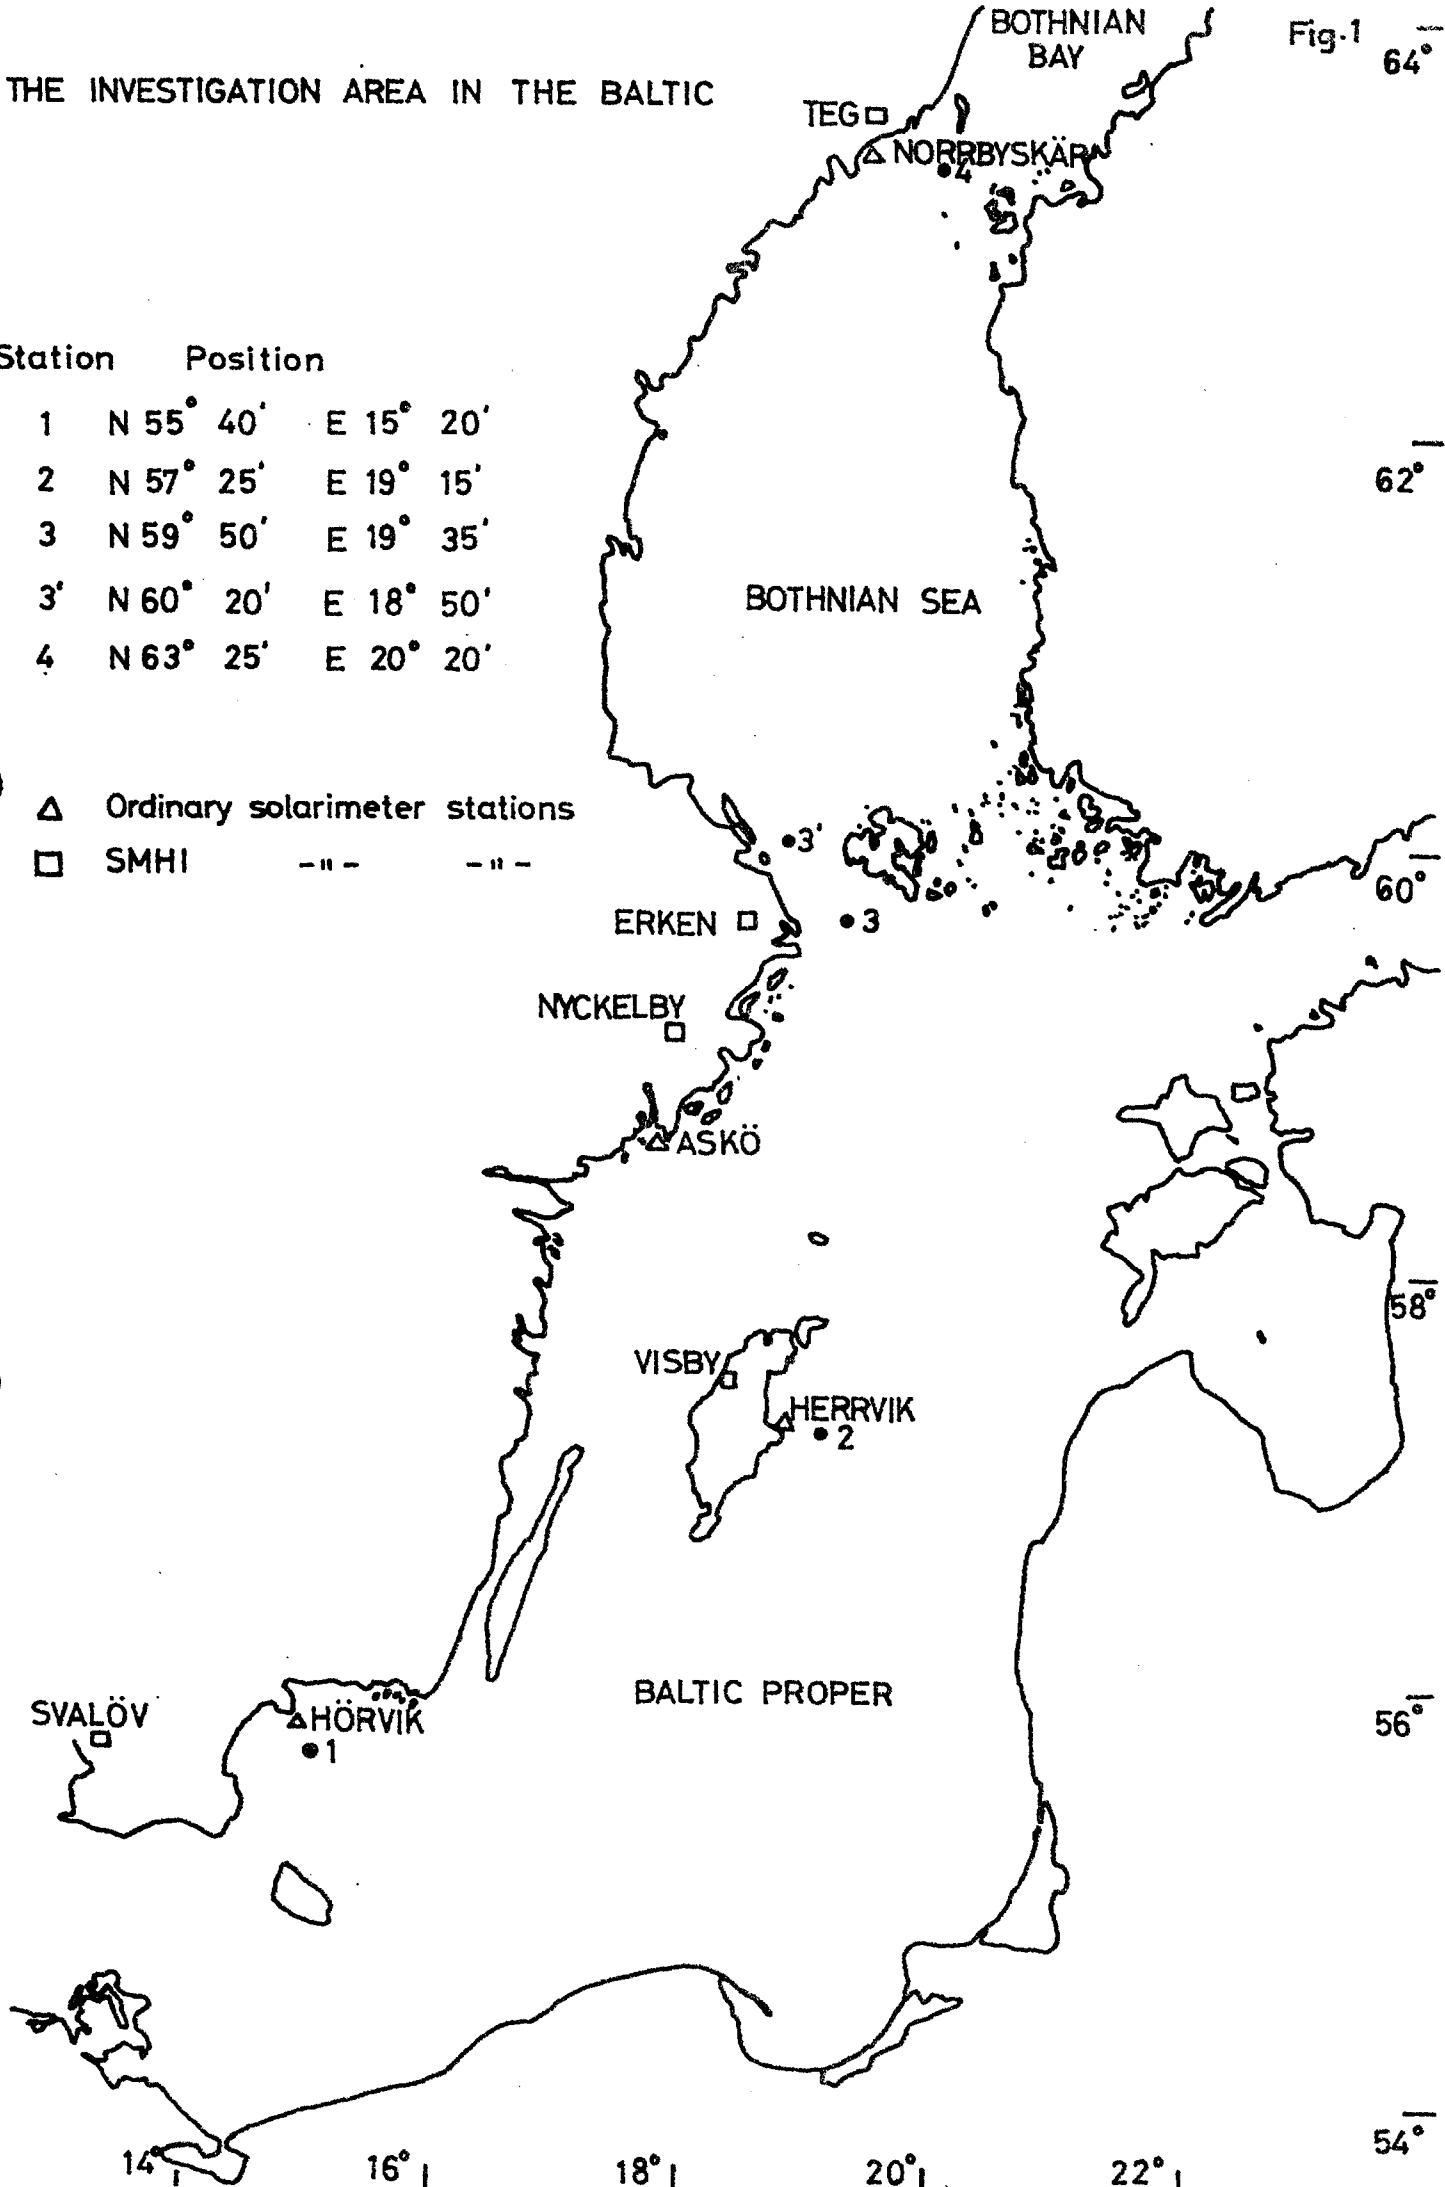 BOTHNIAN
BAY
Fig.1
64°
THE INVESTIGATION AREA IN THE BALTIC
TEG
NORRBYSKÄR
4
Station Position
1 N 55° 40' E 15° 20'
2 N 57° 25' E 19° 15'
3 N 59° 50' E 19° 35'
3' N 60° 20' E 18° 50'
4 N 63° 25' E 20° 20'
62°
BOTHNIAN SEA
△ Ordinary solarimeter stations
□ SMHI -"- -"-
3'
60°
ERKEN
3
NYCKELBY
ASKÖ
58°
VISBY
HERRVIK
2
BALTIC PROPER
SVALÖV
HÖRVIK
1
56°
54°
14° 16° 18° 20° 22°